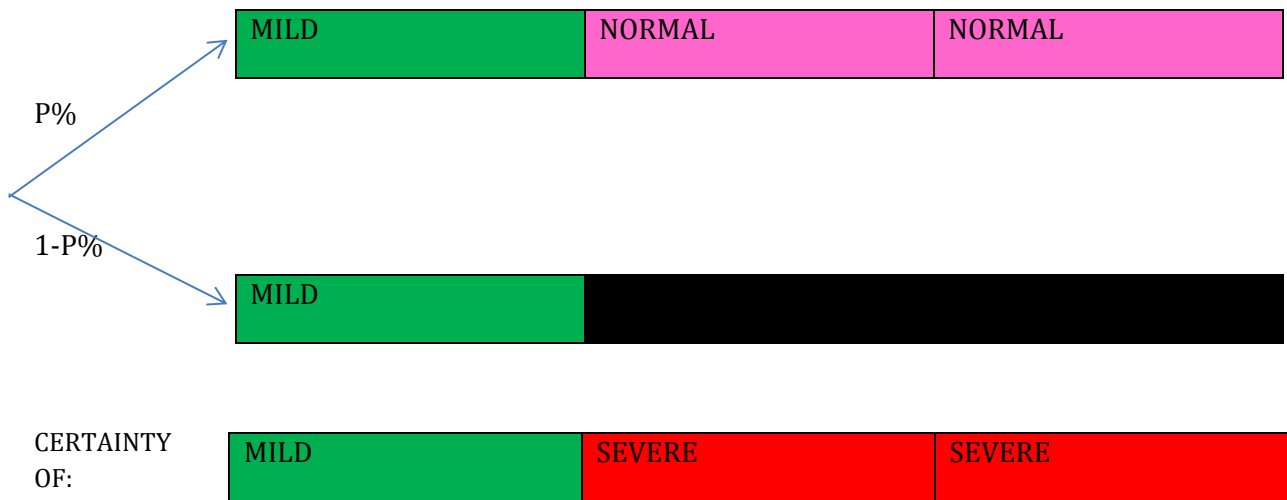 MILD NORMAL NORMAL
P%
1-P%
MILD
CERTAINTY
OF:
MILD SEVERE SEVERE